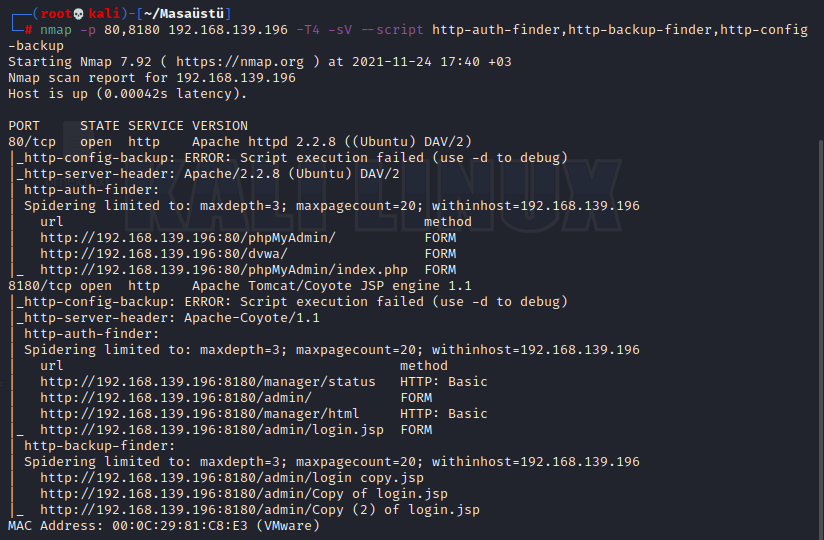 ┌──(root💀kali)-[~/Masaüstü]
└─# nmap -p 80,8180 192.168.139.196 -T4 -sV --script http-auth-finder,http-backup-finder,http-config
-backup
Starting Nmap 7.92 ( https://nmap.org ) at 2021-11-24 17:40 +03
Nmap scan report for 192.168.139.196
Host is up (0.00042s latency).

PORT     STATE SERVICE VERSION
80/tcp   open  http    Apache httpd 2.2.8 ((Ubuntu) DAV/2)
|_http-config-backup: ERROR: Script execution failed (use -d to debug)
|_http-server-header: Apache/2.2.8 (Ubuntu) DAV/2
| http-auth-finder:
| Spidering limited to: maxdepth=3; maxpagecount=20; withinhost=192.168.139.196
|   url                                         method
|   http://192.168.139.196:80/phpMyAdmin/           FORM
|   http://192.168.139.196:80/dvwa/                 FORM
|_  http://192.168.139.196:80/phpMyAdmin/index.php  FORM
8180/tcp open  http    Apache Tomcat/Coyote JSP engine 1.1
|_http-config-backup: ERROR: Script execution failed (use -d to debug)
|_http-server-header: Apache-Coyote/1.1
| http-auth-finder:
| Spidering limited to: maxdepth=3; maxpagecount=20; withinhost=192.168.139.196
|   url                                         method
|   http://192.168.139.196:8180/manager/status   HTTP: Basic
|   http://192.168.139.196:8180/admin/           FORM
|   http://192.168.139.196:8180/manager/html     HTTP: Basic
|_  http://192.168.139.196:8180/admin/login.jsp  FORM
| http-backup-finder:
| Spidering limited to: maxdepth=3; maxpagecount=20; withinhost=192.168.139.196
|   http://192.168.139.196:8180/admin/login copy.jsp
|   http://192.168.139.196:8180/admin/Copy of login.jsp
|_  http://192.168.139.196:8180/admin/Copy (2) of login.jsp
MAC Address: 00:0C:29:81:C8:E3 (VMware)
KALI LINUX